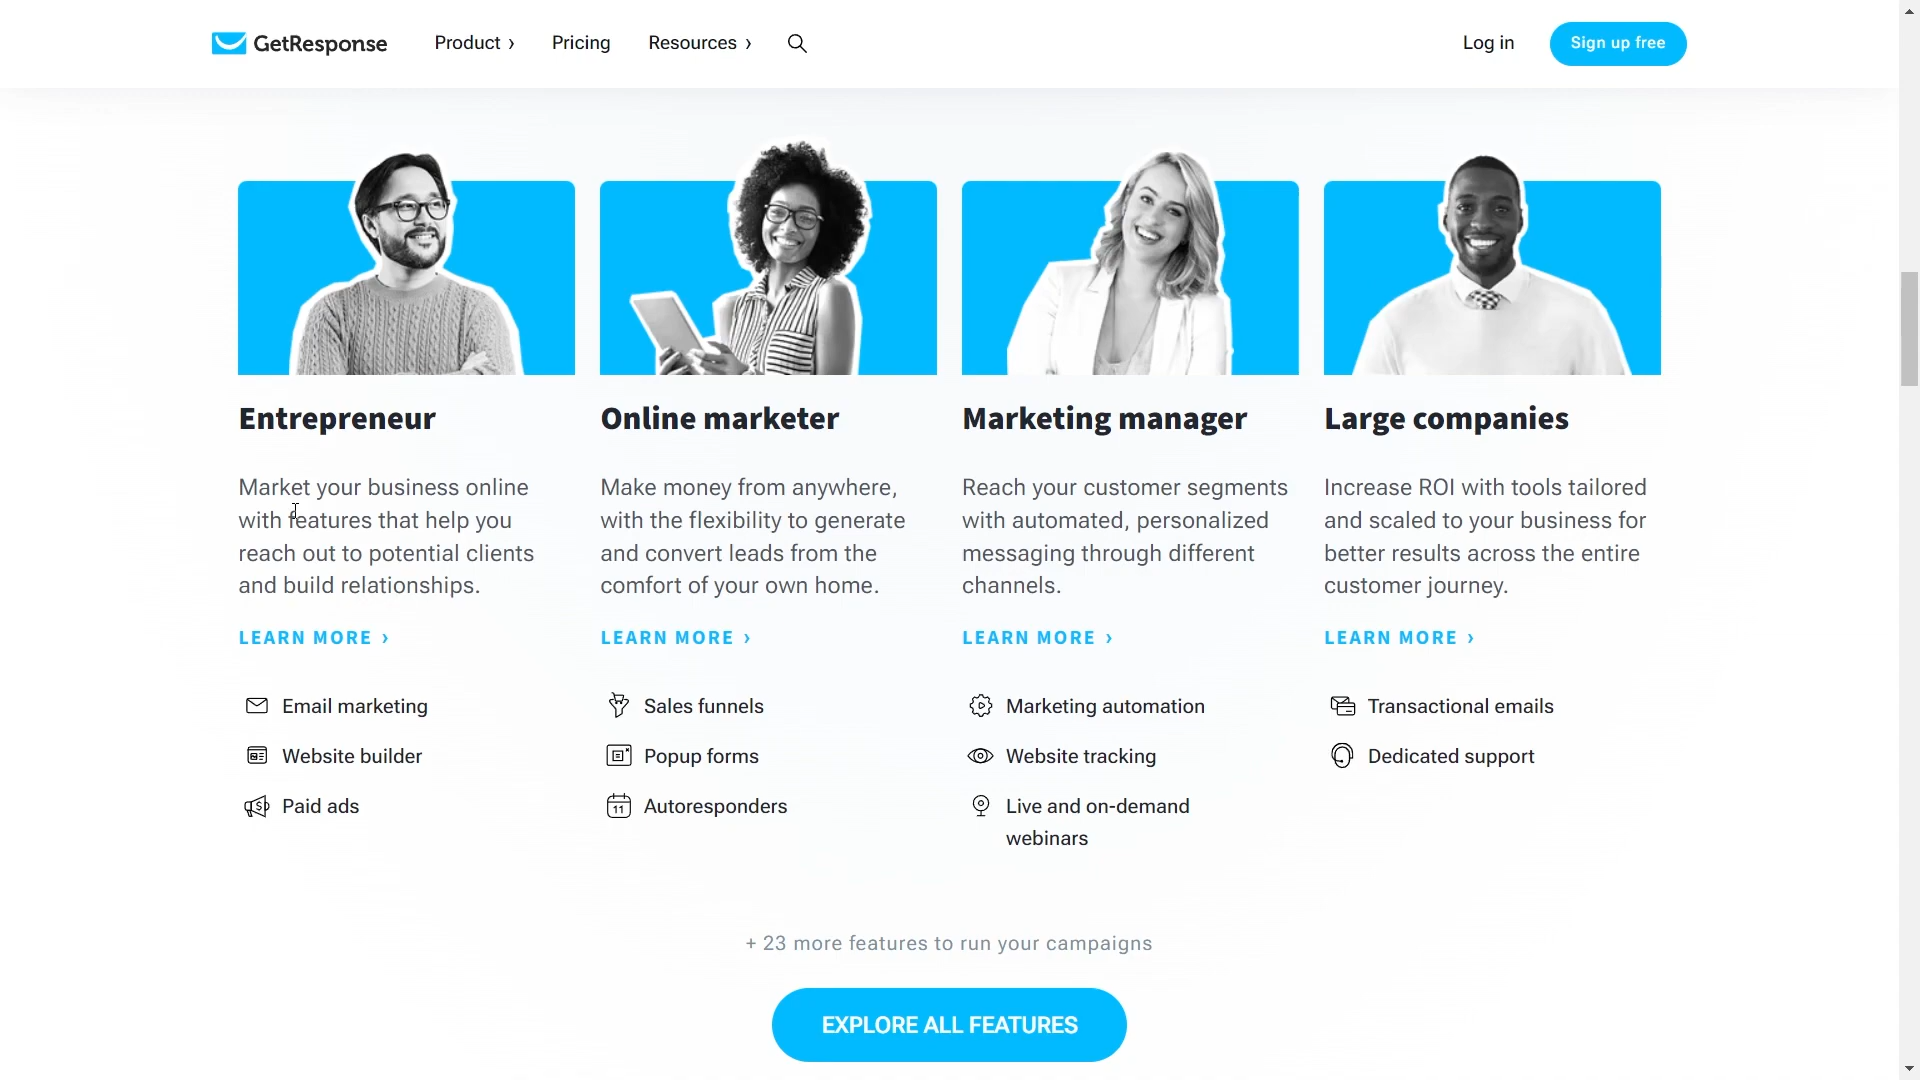 GetResponse
Product ›
Pricing
Resources ›
Log in
Sign up free
Entrepreneur
Market your business online
with features that help you
reach out to potential clients
and build relationships.
LEARN MORE ›
Email marketing
Website builder
Paid ads
Online marketer
Make money from anywhere,
with the flexibility to generate
and convert leads from the
comfort of your own home.
LEARN MORE ›
Sales funnels
Popup forms
11
Autoresponders
Marketing manager
Reach your customer segments
with automated, personalized
messaging through different
channels.
LEARN MORE ›
Marketing automation
Website tracking
Live and on-demand
webinars
Large companies
Increase ROI with tools tailored
and scaled to your business for
better results across the entire
customer journey.
LEARN MORE ›
Transactional emails
Dedicated support
+ 23 more features to run your campaigns
EXPLORE ALL FEATURES